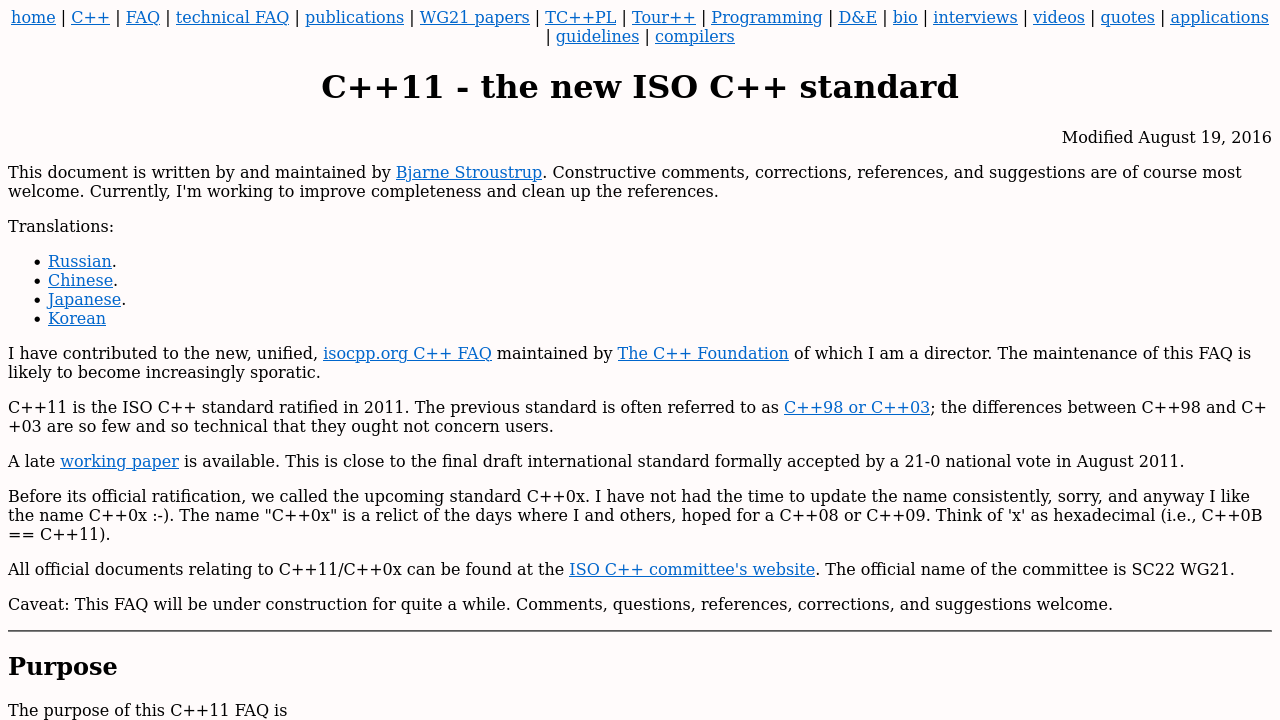 home | C++ | FAQ | technical FAQ | publications | WG21 papers | TC++PL | Tour++ | Programming | D&E | bio | interviews | videos | quotes | applications
| guidelines | compilers
C++11 - the new ISO C++ standard
Modified August 19, 2016
This document is written by and maintained by Bjarne Stroustrup. Constructive comments, corrections, references, and suggestions are of course most
welcome. Currently, I'm working to improve completeness and clean up the references.
Translations:
• Russian.
• Chinese.
• Japanese.
• Korean
I have contributed to the new, unified, isocpp.org C++ FAQ maintained by The C++ Foundation of which I am a director. The maintenance of this FAQ is
likely to become increasingly sporatic.
C++11 is the ISO C++ standard ratified in 2011. The previous standard is often referred to as C++98 or C++03; the differences between C++98 and C+
+03 are so few and so technical that they ought not concern users.
A late working paper is available. This is close to the final draft international standard formally accepted by a 21-0 national vote in August 2011.
Before its official ratification, we called the upcoming standard C++0x. I have not had the time to update the name consistently, sorry, and anyway I like
the name C++0x :-). The name "C++0x" is a relict of the days where I and others, hoped for a C++08 or C++09. Think of 'x' as hexadecimal (i.e., C++0B
== C++11).
All official documents relating to C++11/C++0x can be found at the ISO C++ committee's website. The official name of the committee is SC22 WG21.
Caveat: This FAQ will be under construction for quite a while. Comments, questions, references, corrections, and suggestions welcome.
Purpose
The purpose of this C++11 FAQ is